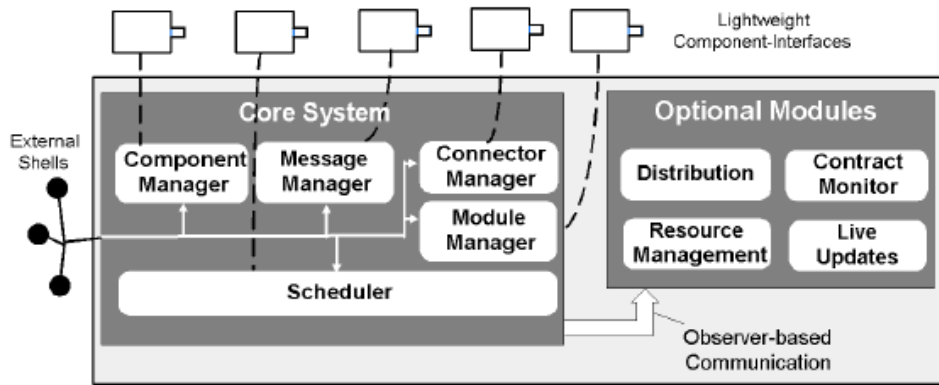 Lightweight
Component-Interfaces
External
Shells
Core System
Component
Manager
Message
Manager
Connector
Manager
Module
Manager
Scheduler
Optional Modules
Distribution
Contract
Monitor
Resource
Management
Live
Updates
Observer-based
Communication